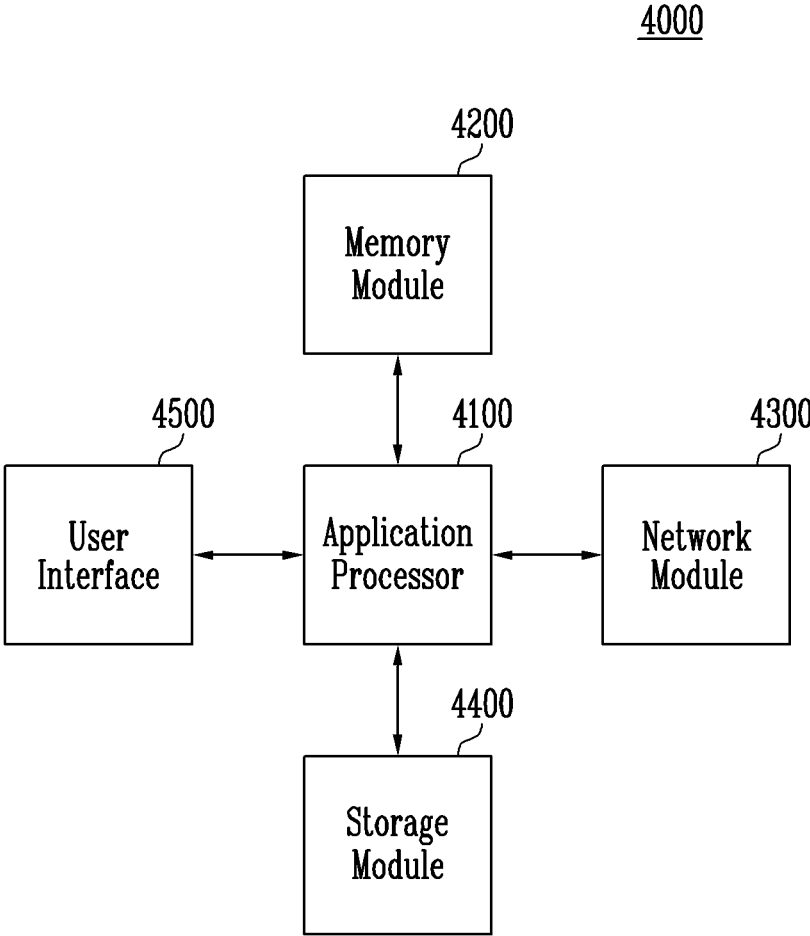 4000
4200
Memory
Module
4500
4100
4300
User
Interface
Application
Processor
Network
Module
4400
Storage
Module